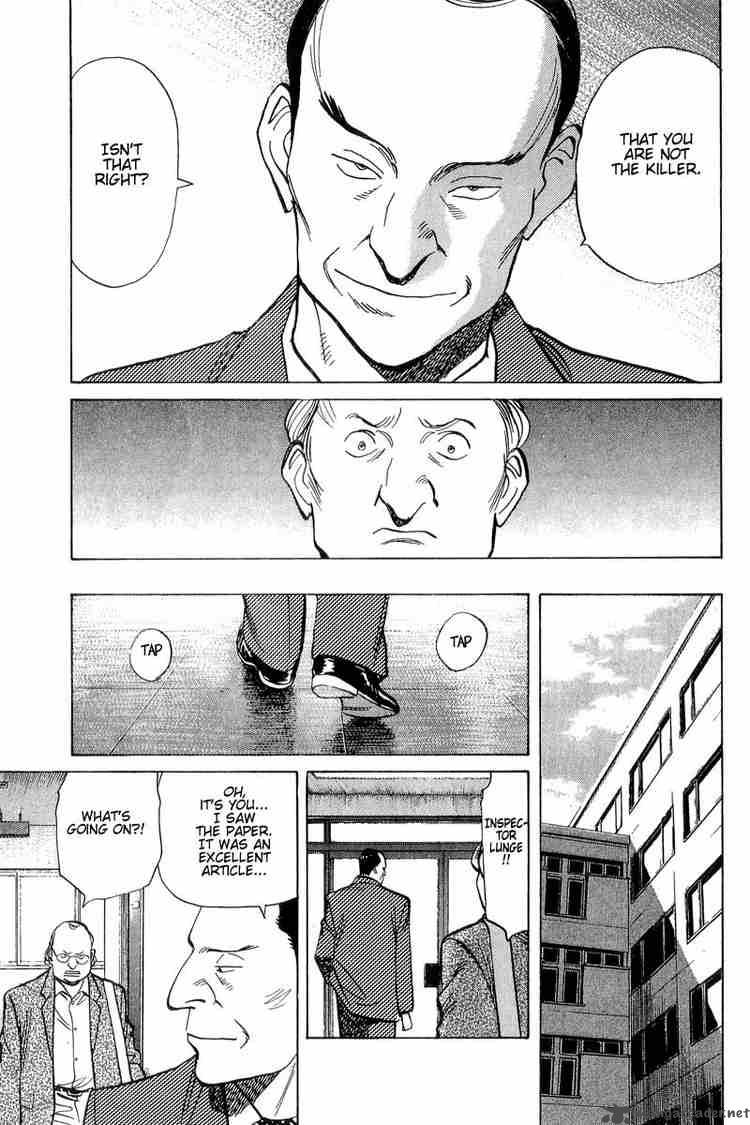 THAT YOU
ARE NOT
THE KILLER.
ISN'T
THAT
RIGHT?
TAP
TAP
INSPEC-
TOR
LUNGE
!!
OH,
IT'S YOU...
I SAW
THE PAPER.
IT WAS AN
EXCELLENT
ARTICLE...
WHAT'S
GOING ON?!